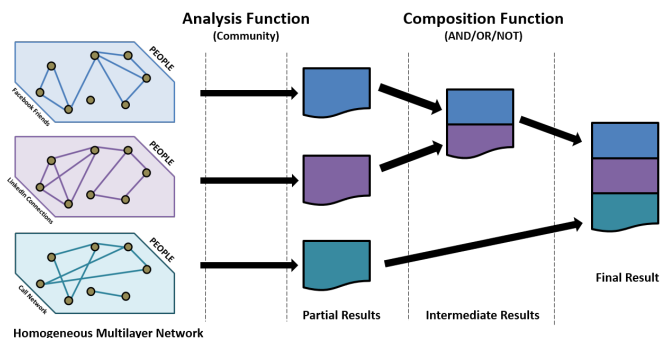 Analysis Function
(Community)
Composition Function
(AND/OR/NOT)
PEOPLE
Facebook Friends
PEOPLE
LinkedIn Connections
PEOPLE
Call Network
Final Result
Partial Results
Intermediate Results
Homogeneous Multilayer Network